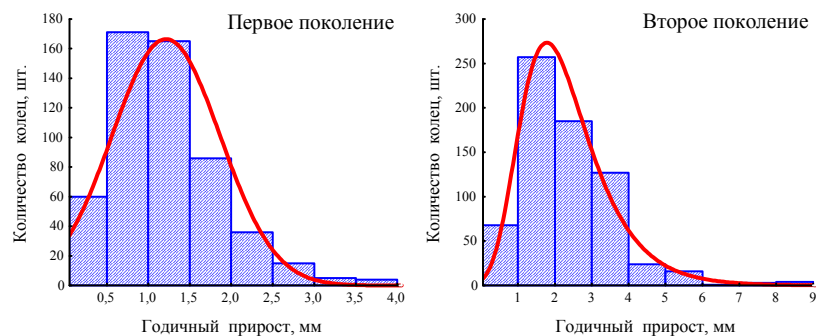 Первое поколение
Количество колец, шт.
180
160
140
120
100
80
60
40
20
0
0,5 1,0 1,5 2,0 2,5 3,0 3,5 4,0
Годичный прирост, мм
Второе поколение
Количество колец, шт.
300
250
200
150
100
50
0
1 2 3 4 5 6 7 8 9
Годичный прирост, мм